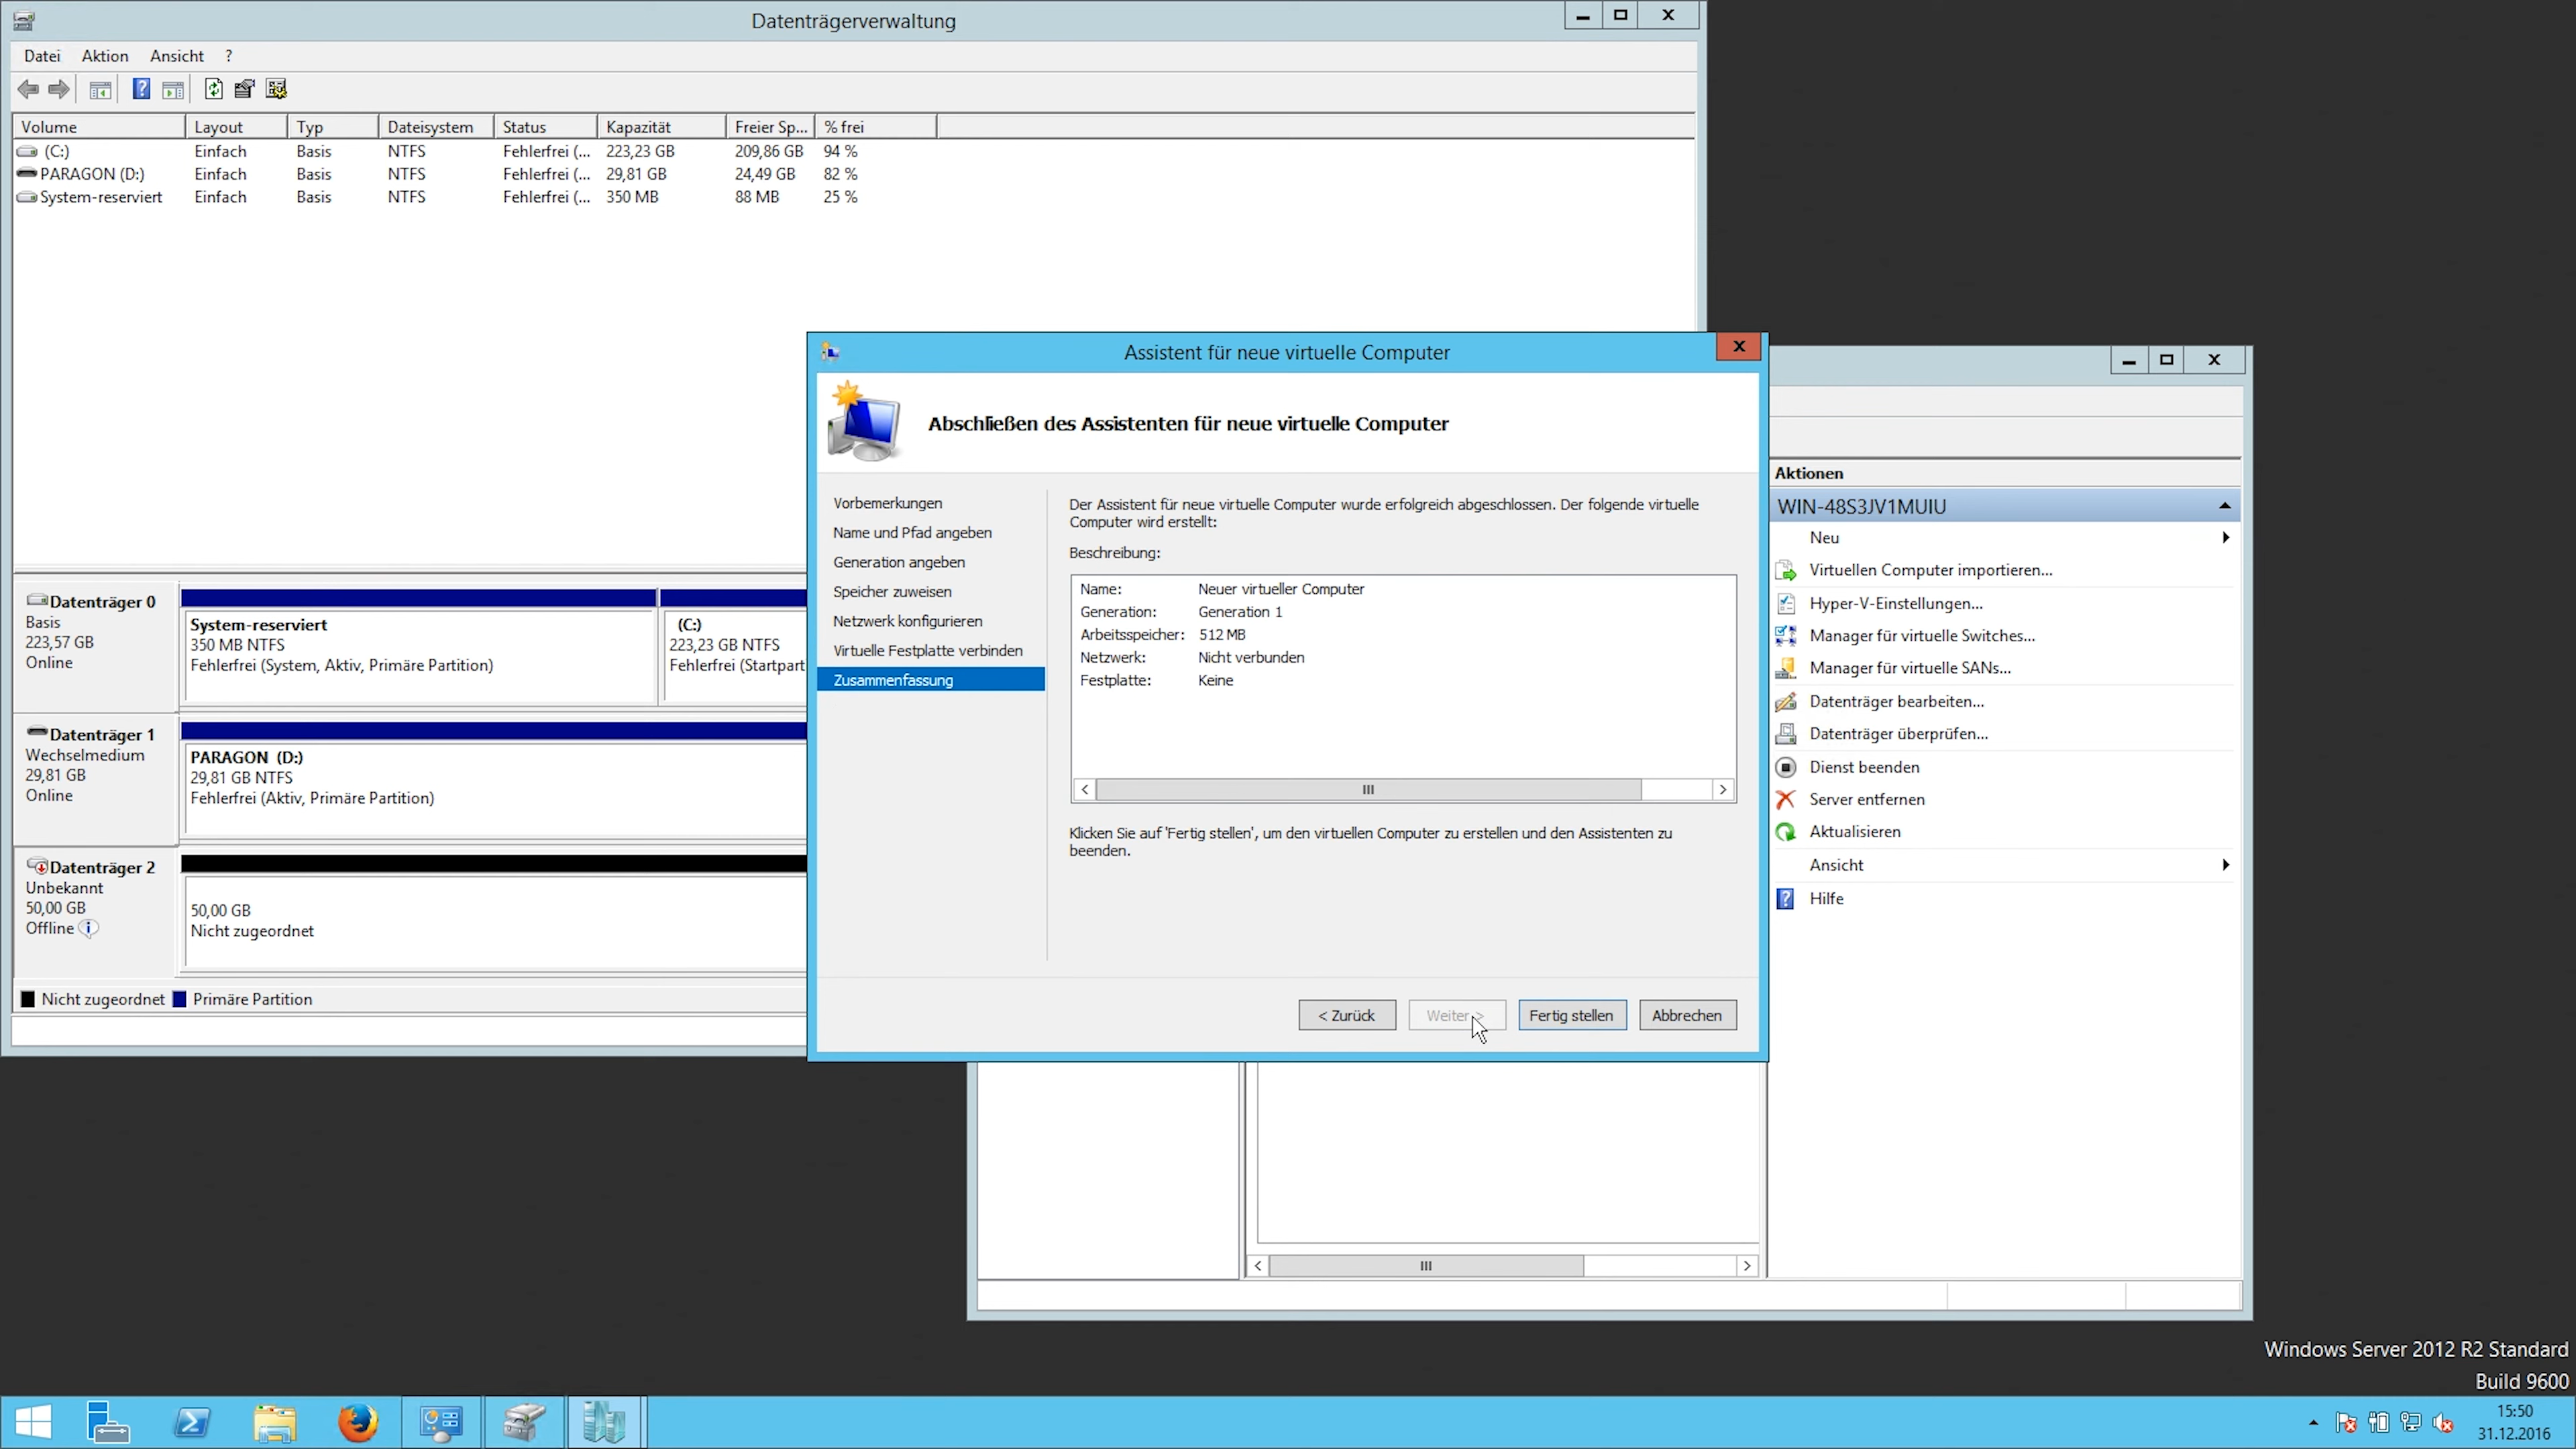 Datenträgerverwaltung
Datei Aktion Ansicht ?
Volume Layout Typ Dateisystem Status Kapazität Freier Sp... % frei
(C:) Einfach Basis NTFS Fehlerfrei (... 223,23 GB 209,86 GB 94 %
PARAGON (D:) Einfach Basis NTFS Fehlerfrei (... 29,81 GB 24,49 GB 82 %
System-reserviert Einfach Basis NTFS Fehlerfrei (... 350 MB 88 MB 25 %
Datenträger 0
Basis
223,57 GB
Online
System-reserviert
350 MB NTFS
Fehlerfrei (System, Aktiv, Primäre Partition)
(C:)
223,23 GB NTFS
Fehlerfrei (Startpart
Datenträger 1
Wechselmedium
29,81 GB
Online
PARAGON (D:)
29,81 GB NTFS
Fehlerfrei (Aktiv, Primäre Partition)
Datenträger 2
Unbekannt
50,00 GB
Offline
50,00 GB
Nicht zugeordnet
Nicht zugeordnet Primäre Partition
Assistent für neue virtuelle Computer
Abschließen des Assistenten für neue virtuelle Computer
Vorbemerkungen
Name und Pfad angeben
Generation angeben
Speicher zuweisen
Netzwerk konfigurieren
Virtuelle Festplatte verbinden
Zusammenfassung
Der Assistent für neue virtuelle Computer wurde erfolgreich abgeschlossen. Der folgende virtuelle
Computer wird erstellt:
Beschreibung:
Name: Neuer virtueller Computer
Generation: Generation 1
Arbeitsspeicher: 512 MB
Netzwerk: Nicht verbunden
Festplatte: Keine
Klicken Sie auf 'Fertig stellen', um den virtuellen Computer zu erstellen und den Assistenten zu
beenden.
< Zurück Weiter > Fertig stellen Abbrechen
Aktionen
WIN-48S3JV1MUIU
Neu
Virtuellen Computer importieren...
Hyper-V-Einstellungen...
Manager für virtuelle Switches...
Manager für virtuelle SANs...
Datenträger bearbeiten...
Datenträger überprüfen...
Dienst beenden
Server entfernen
Aktualisieren
Ansicht
Hilfe
Windows Server 2012 R2 Standard
Build 9600
15:50
31.12.2016